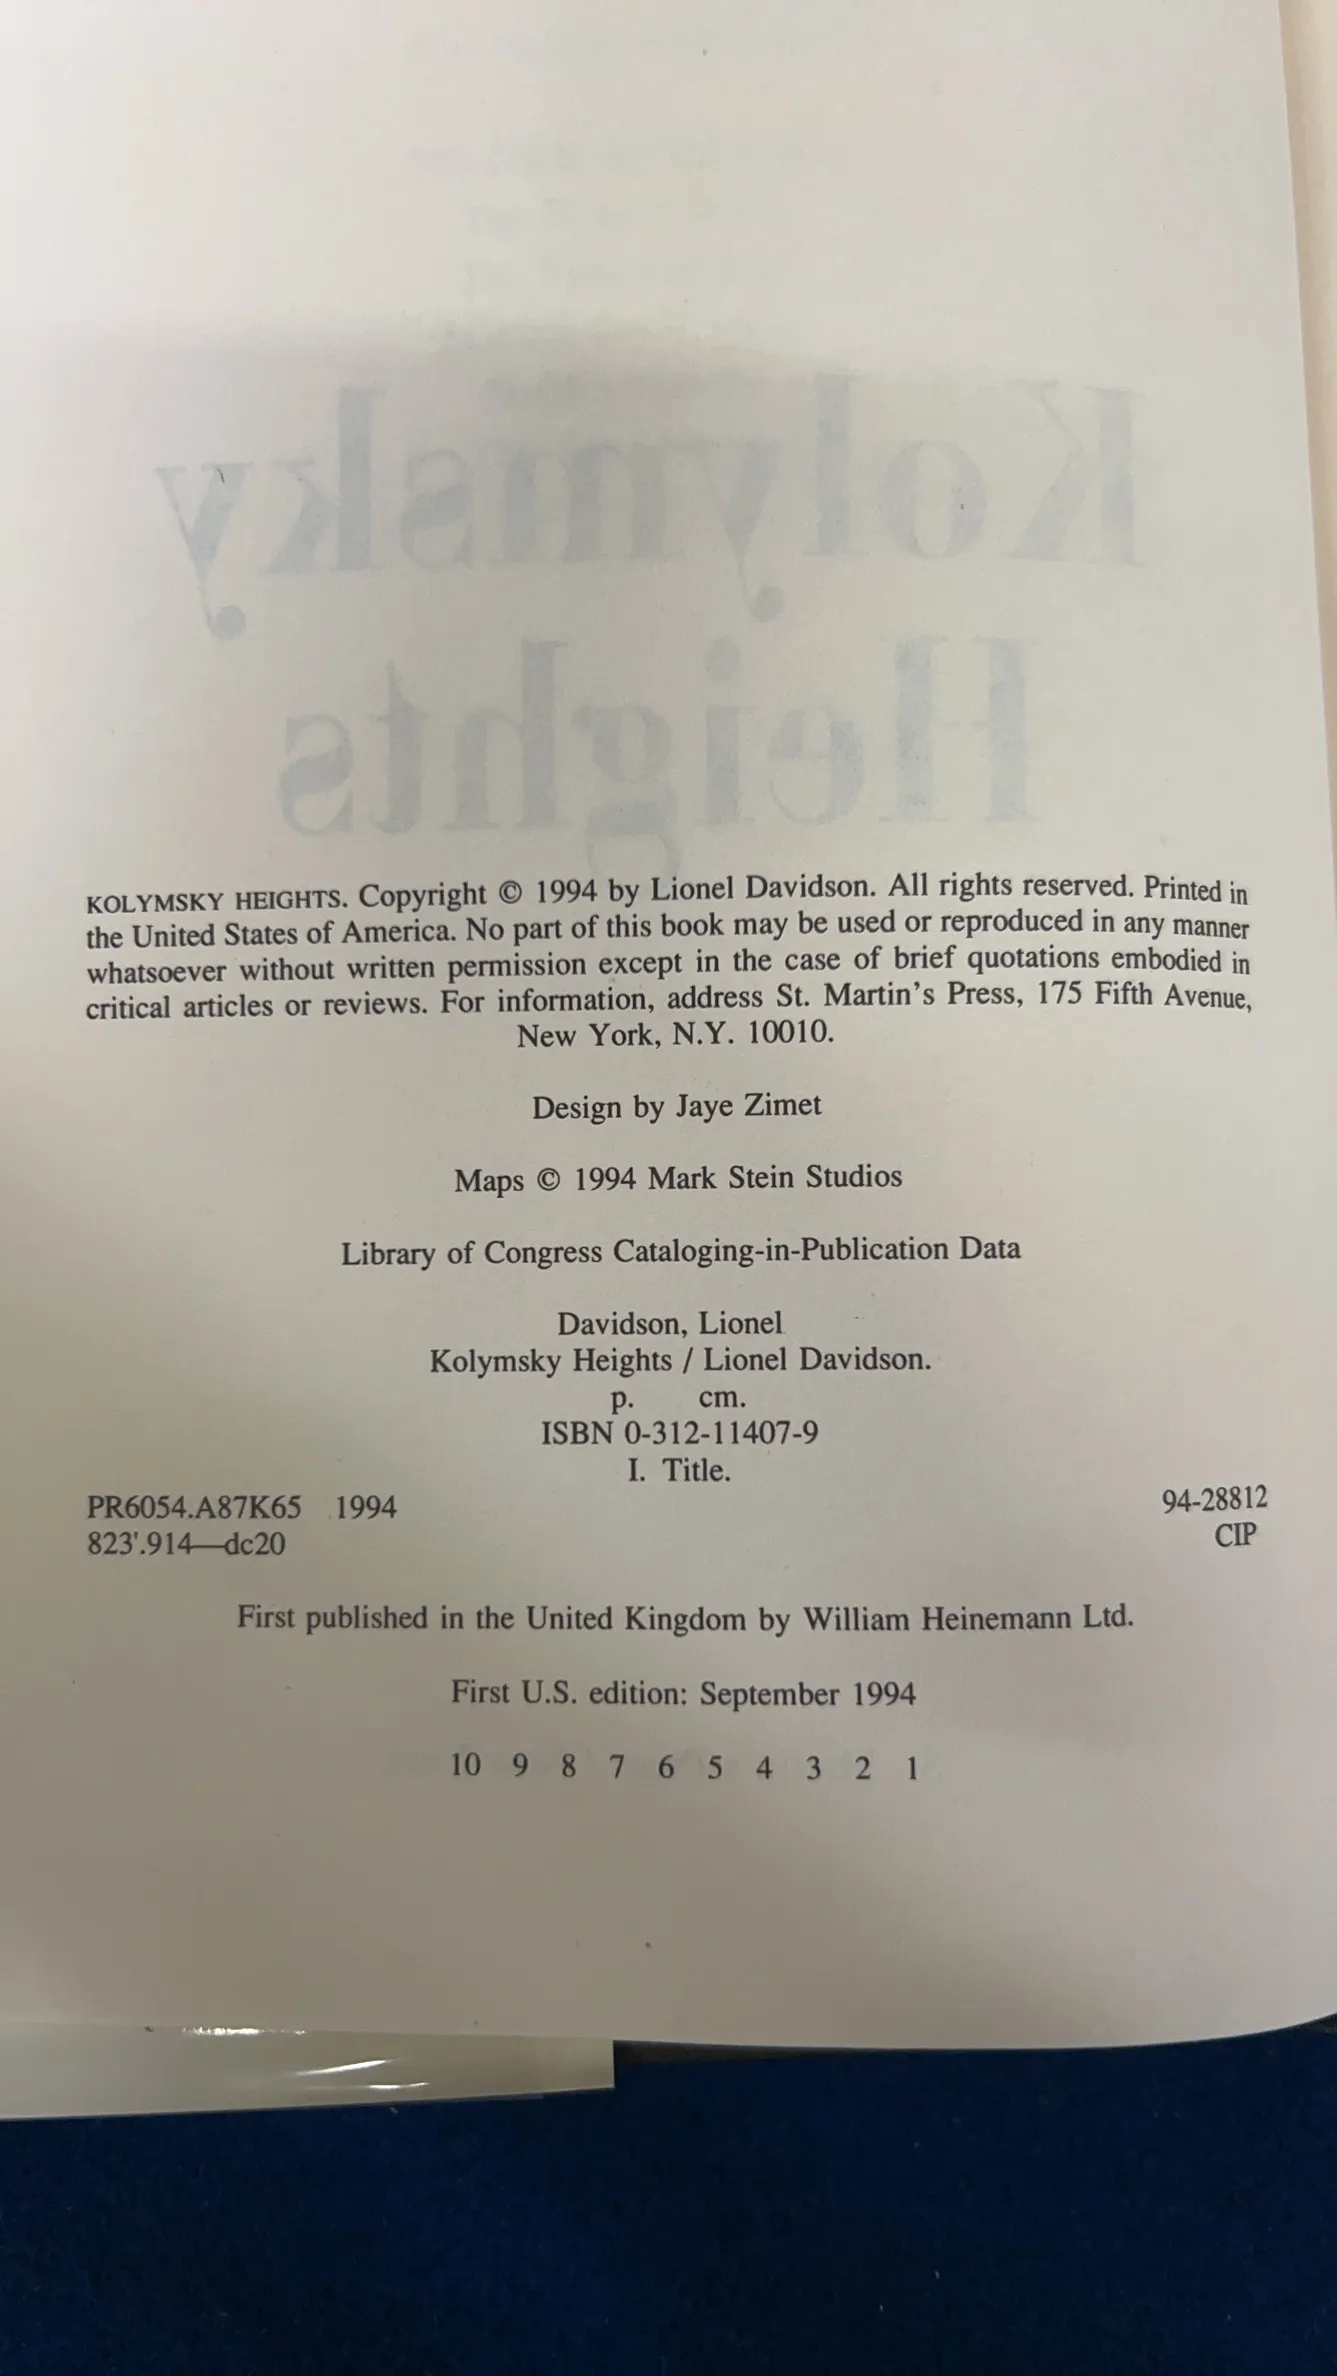 Kolymsky
Heights
KOLYMSKY HEIGHTS. Copyright © 1994 by Lionel Davidson. All rights reserved. Printed in
the United States of America. No part of this book may be used or reproduced in any manner
whatsoever without written permission except in the case of brief quotations embodied in
critical articles or reviews. For information, address St. Martin's Press, 175 Fifth Avenue,
New York, N.Y. 10010.
Design by Jaye Zimet
Maps © 1994 Mark Stein Studios
Library of Congress Cataloging-in-Publication Data
Davidson, Lionel
Kolymsky Heights / Lionel Davidson.
p. cm.
ISBN 0-312-11407-9
I. Title.
PR6054.A87K65 1994 94-28812
823'.914—dc20 CIP
First published in the United Kingdom by William Heinemann Ltd.
First U.S. edition: September 1994
10 9 8 7 6 5 4 3 2 1